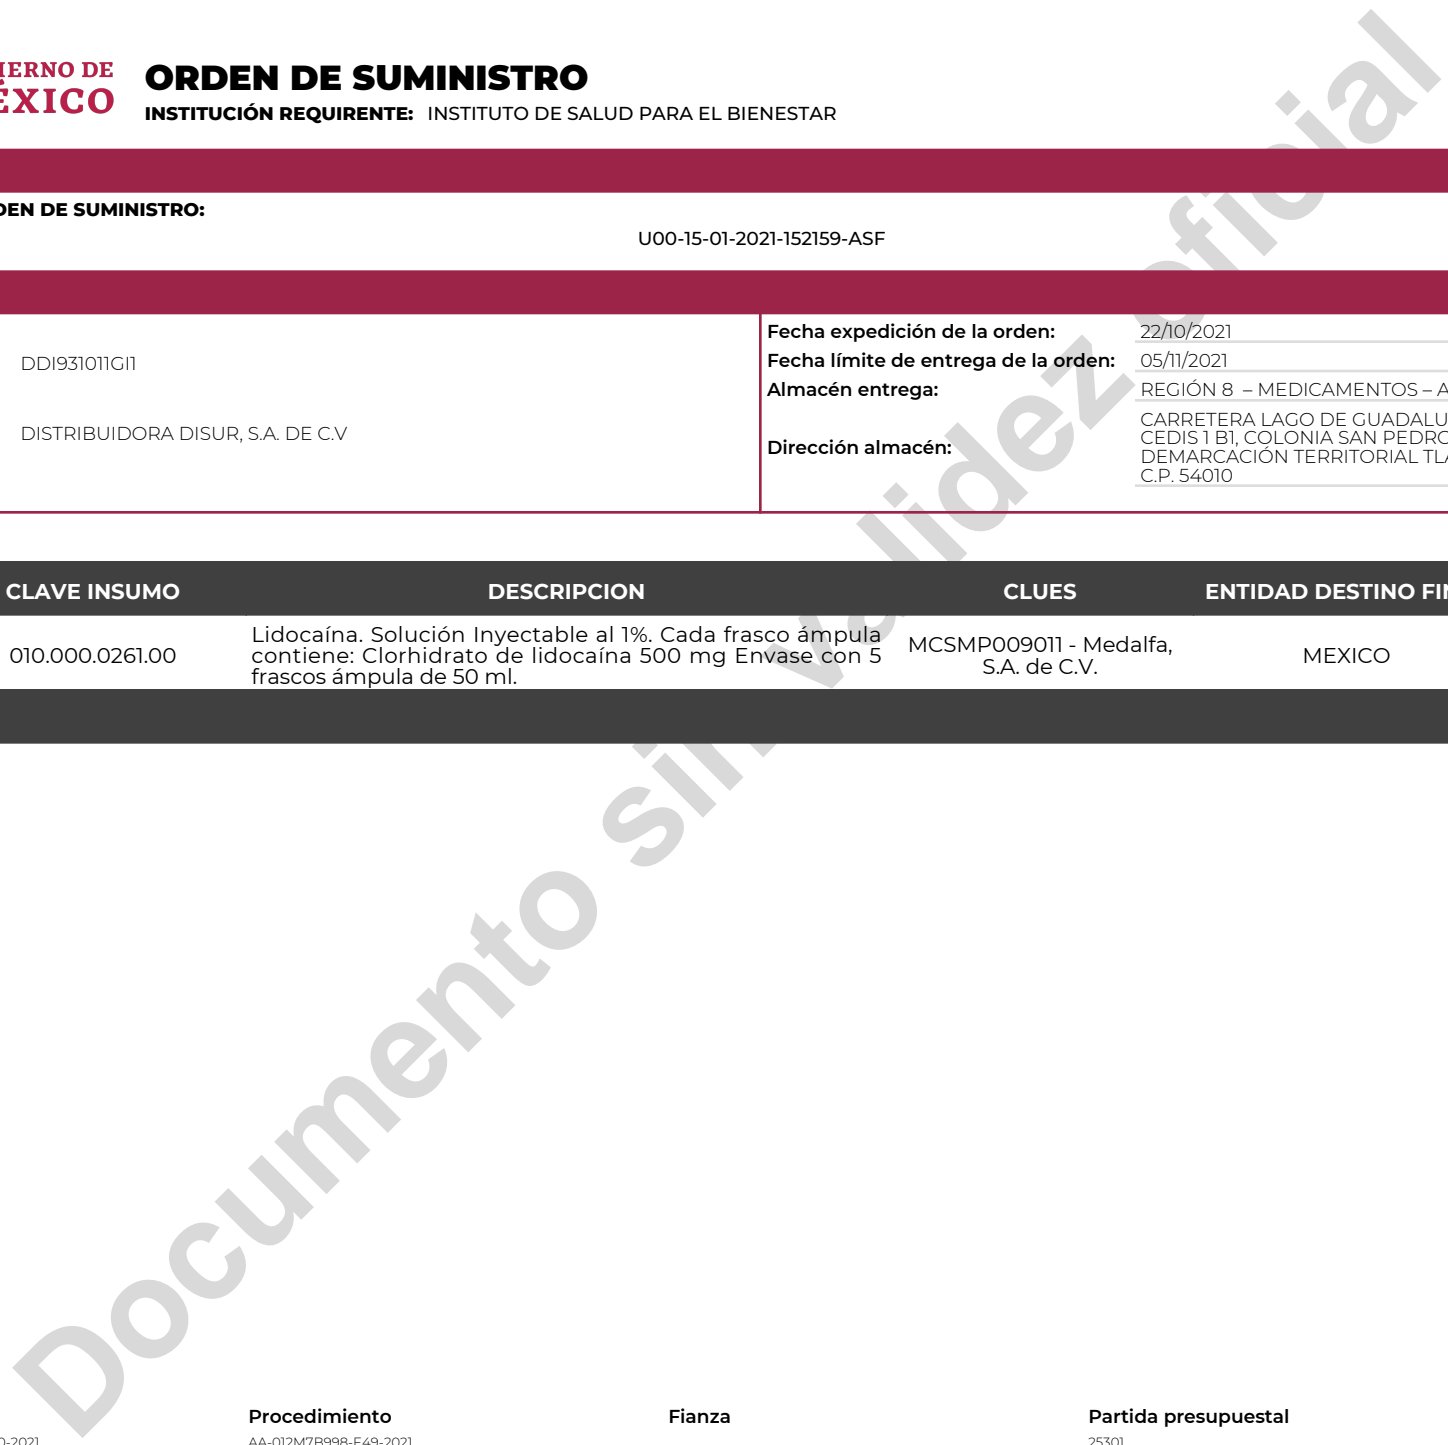 IERNO DE
ÉXICO
ORDEN DE SUMINISTRO
INSTITUCIÓN REQUIRENTE: INSTITUTO DE SALUD PARA EL BIENESTAR
DEN DE SUMINISTRO:
U00-15-01-2021-152159-ASF
DDI931011GI1
DISTRIBUIDORA DISUR, S.A. DE C.V
Fecha expedición de la orden: 22/10/2021
Fecha límite de entrega de la orden: 05/11/2021
Almacén entrega: REGIÓN 8 – MEDICAMENTOS – A
Dirección almacén:
CARRETERA LAGO DE GUADALU
CEDIS 1 B1, COLONIA SAN PEDRO
DEMARCACIÓN TERRITORIAL TLA
C.P. 54010
CLAVE INSUMO DESCRIPCION CLUES ENTIDAD DESTINO FIN
010.000.0261.00
Lidocaína. Solución Inyectable al 1%. Cada frasco ámpula
contiene: Clorhidrato de lidocaína 500 mg Envase con 5
frascos ámpula de 50 ml.
MCSMP009011 - Medalfa,
S.A. de C.V.
MEXICO
Documento sin validez oficial
Procedimiento Fianza Partida presupuestal
0-2021 AA-012M7B998-E49-2021 25301